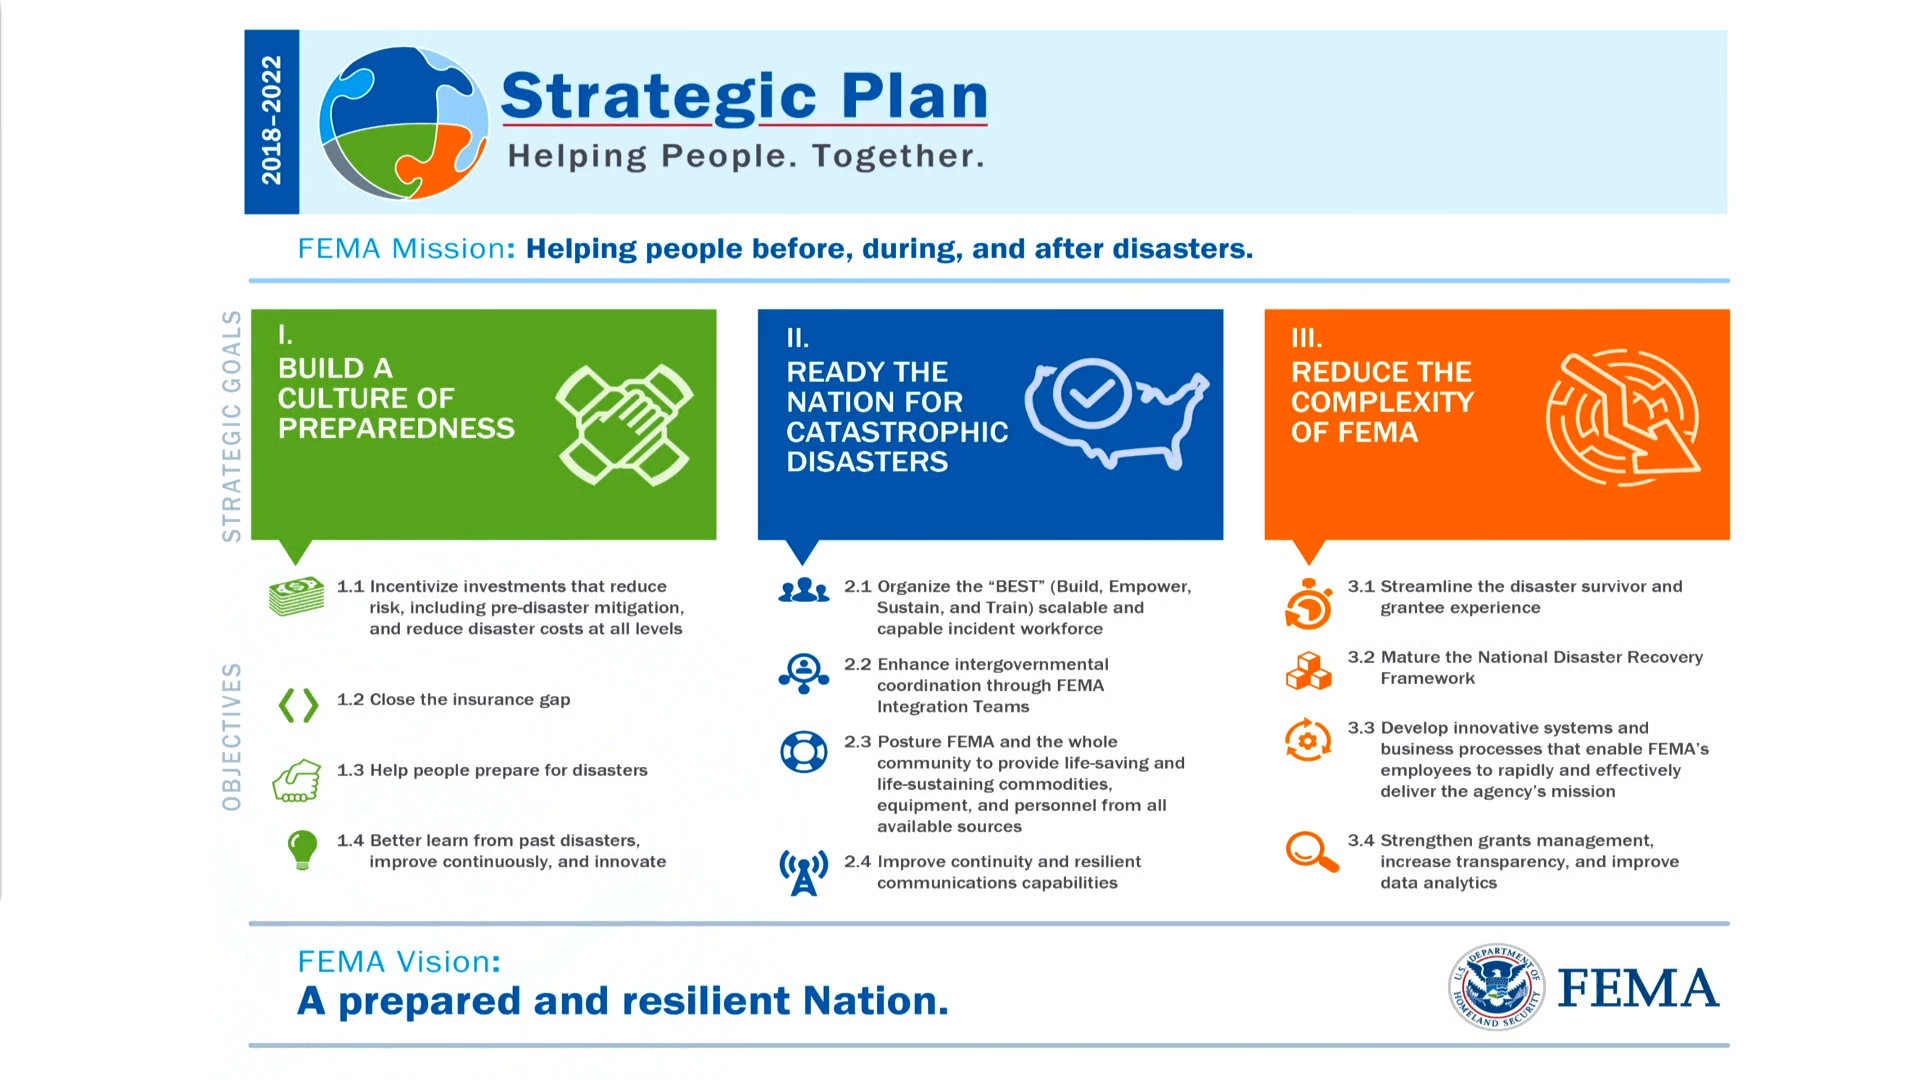 2018–2022
Strategic Plan
Helping People. Together.
FEMA Mission: Helping people before, during, and after disasters.
STRATEGIC GOALS
I.
BUILD A
CULTURE OF
PREPAREDNESS
II.
READY THE
NATION FOR
CATASTROPHIC
DISASTERS
III.
REDUCE THE
COMPLEXITY
OF FEMA
OBJECTIVES
1.1 Incentivize investments that reduce
risk, including pre-disaster mitigation,
and reduce disaster costs at all levels
1.2 Close the insurance gap
1.3 Help people prepare for disasters
1.4 Better learn from past disasters,
improve continuously, and innovate
2.1 Organize the “BEST” (Build, Empower,
Sustain, and Train) scalable and
capable incident workforce
2.2 Enhance intergovernmental
coordination through FEMA
Integration Teams
2.3 Posture FEMA and the whole
community to provide life-saving and
life-sustaining commodities,
equipment, and personnel from all
available sources
2.4 Improve continuity and resilient
communications capabilities
3.1 Streamline the disaster survivor and
grantee experience
3.2 Mature the National Disaster Recovery
Framework
3.3 Develop innovative systems and
business processes that enable FEMA’s
employees to rapidly and effectively
deliver the agency’s mission
3.4 Strengthen grants management,
increase transparency, and improve
data analytics
FEMA Vision:
A prepared and resilient Nation.
U.S. DEPARTMENT OF
HOMELAND SECURITY
FEMA